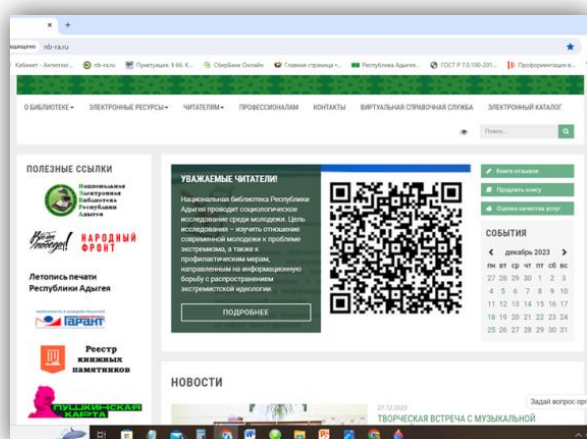 nb-ra.ru
nb-ra.ru
Пунктуация. § 66. К...
СберБанк Онлайн
Главная страница -...
Республика Адыгея...
ГОСТ Р 7.0.100-201...
Профориентация в...
О БИБЛИОТЕКЕ
ЭЛЕКТРОННЫЕ РЕСУРСЫ
ЧИТАТЕЛЯМ
ПРОФЕССИОНАЛАМ
КОНТАКТЫ
ВИРТУАЛЬНАЯ СПРАВОЧНАЯ СЛУЖБА
ЭЛЕКТРОННЫЙ КАТАЛОГ
Поиск...
ПОЛЕЗНЫЕ ССЫЛКИ
Национальная
Электронная
Библиотека
Республики
Адыгея
НАРОДНЫЙ
ФРОНТ
Летопись печати
Республики Адыгея
ГАРАНТ
Реестр
книжных
памятников
ПУШКИНСКАЯ
КАРТА
УВАЖАЕМЫЕ ЧИТАТЕЛИ!
Национальная библиотека Республики
Адыгея проводит социологическое
исследование среди молодежи. Цель
исследования – изучить отношение
современной молодежи к проблеме
экстремизма, а также к
профилактическим мерам,
направленным на информационную
борьбу с распространением
экстремистской идеологии.
ПОДРОБНЕЕ
Книга отзывов
Продлить книгу
Оценка качества услуг
СОБЫТИЯ
декабрь 2023
пн вт ср чт пт сб вс
27 28 29 30 1 2 3
4 5 6 7 8 9 10
11 12 13 14 15 16 17
18 19 20 21 22 23 24
25 26 27 28 29 30 31
НОВОСТИ
27.12.2023
ТВОРЧЕСКАЯ ВСТРЕЧА С МУЗЫКАЛЬНОЙ
Задай вопрос орг